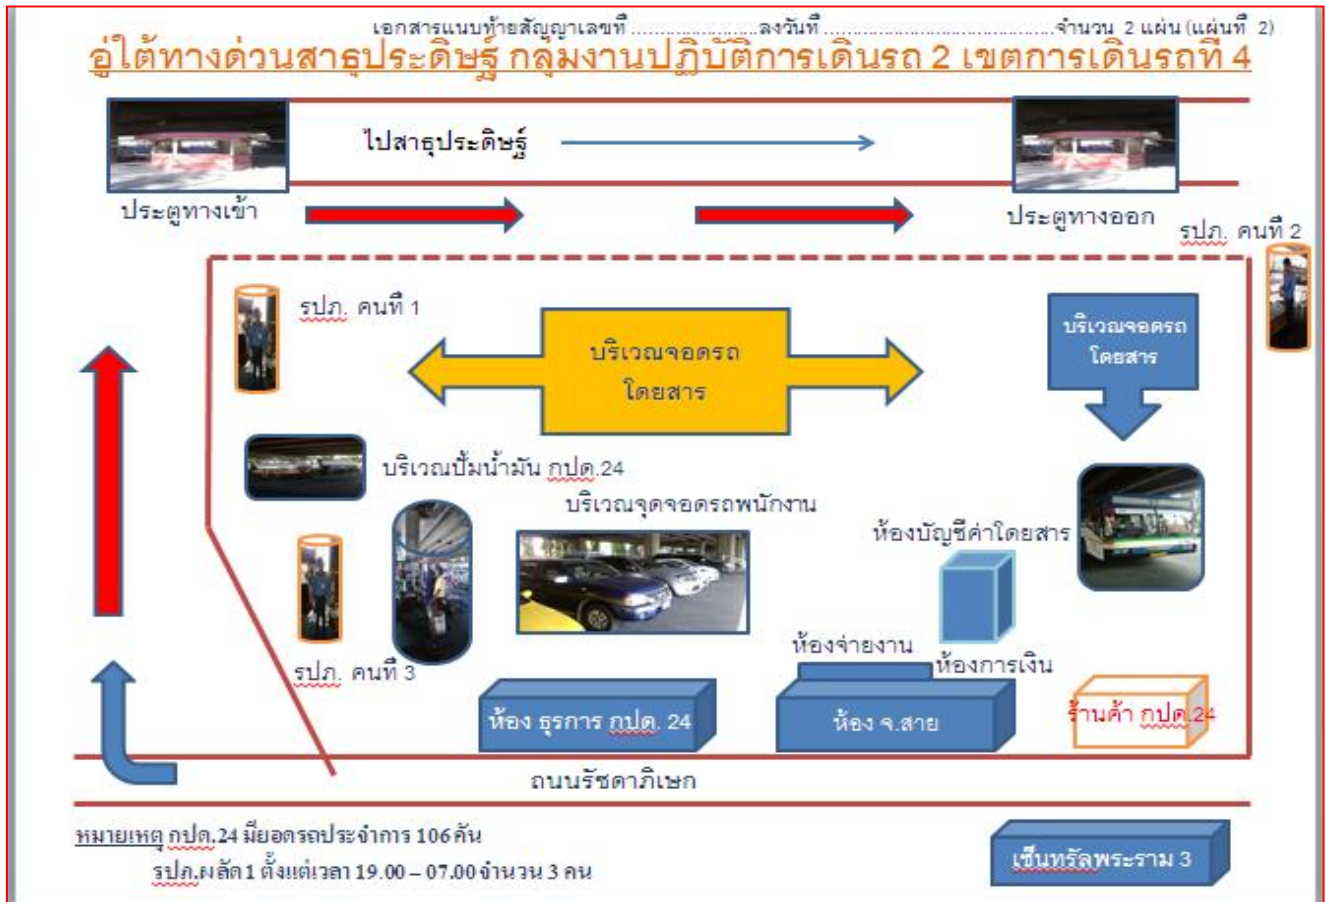 เอกสารแนบท้ายสัญญาเลขที่ ........................ลงวันที่ ............................................จำนวน 2 แผ่น (แผ่นที่ 2)
อู่ใต้ทางด่วนสาธุประดิษฐ์ กลุ่มงานปฏิบัติการเดินรถ 2 เขตการเดินรถที่ 4
ไปสาธุประดิษฐ์
ประตูทางเข้า
ประตูทางออก
รปภ. คนที่ 2
รปภ. คนที่ 1
บริเวณจอดรถ
โดยสาร
บริเวณจอดรถ
โดยสาร
บริเวณปั้มน้ำมัน กปด.24
บริเวณจุดจอดรถพนักงาน
ห้องบัญชีค่าโดยสาร
ห้องจ่ายงาน
ห้องการเงิน
รปภ. คนที่ 3
ห้อง ธุรการ กปด. 24
ห้อง จ.สาย
ร้านค้า กปด.24
ถนนรัชดาภิเษก
หมายเหตุ กปด.24 มียอดรถประจำการ 106 คัน
รปภ.ผลัด1 ตั้งแต่เวลา 19.00 – 07.00 จำนวน 3 คน
เซ็นทรัลพระราม 3